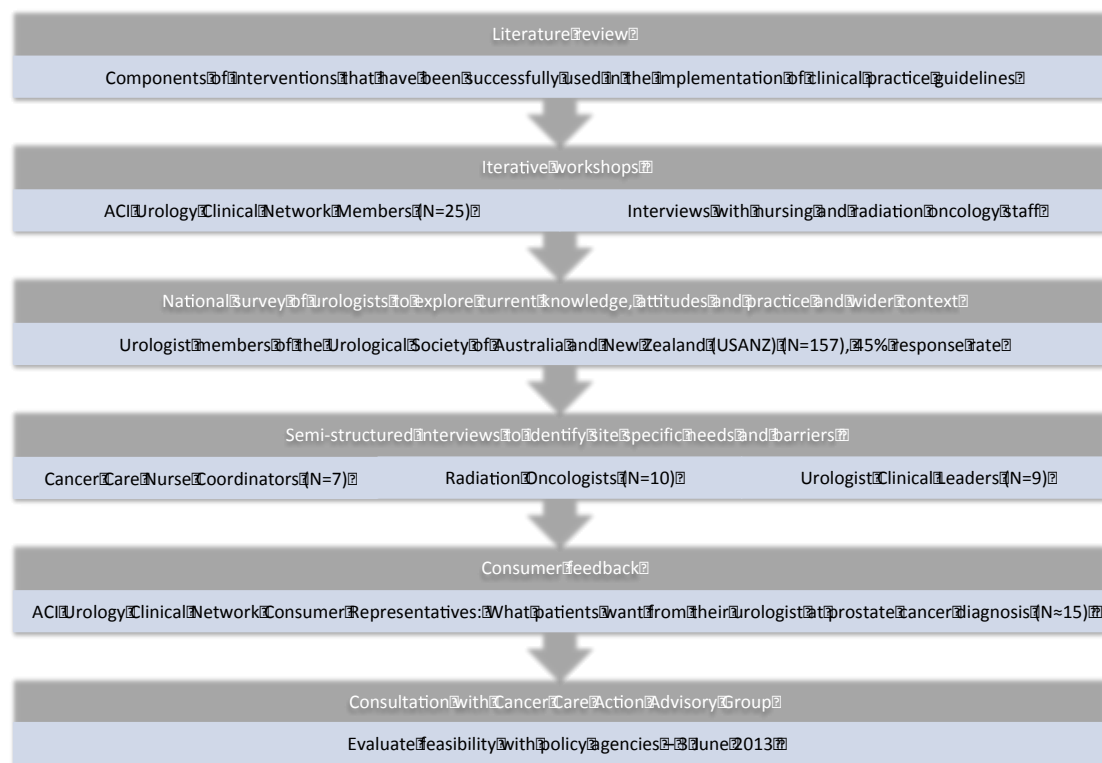 Literature review
Components of interventions that have been successfully used in the implementation of clinical practice guidelines
Iterative workshops
ACI Urology Clinical Network Members (N=25)
Interviews with nursing and radiation oncology staff
National survey of urologists to explore current knowledge, attitudes and practice and wider context
Urologist members of the Urological Society of Australia and New Zealand (USANZ) (N=157), 45% response rate
Semi-structured interviews to identify site specific needs and barriers
Cancer Care Nurse Coordinators (N=7)
Radiation Oncologists (N=10)
Urologist Clinical Leaders (N=9)
Consumer feedback
ACI Urology Clinical Network Consumer Representatives: What patients want from their urologist at prostate cancer diagnosis (N≈15)
Consultation with Cancer Care Action Advisory Group
Evaluate feasibility with policy agencies – 3 June 2013